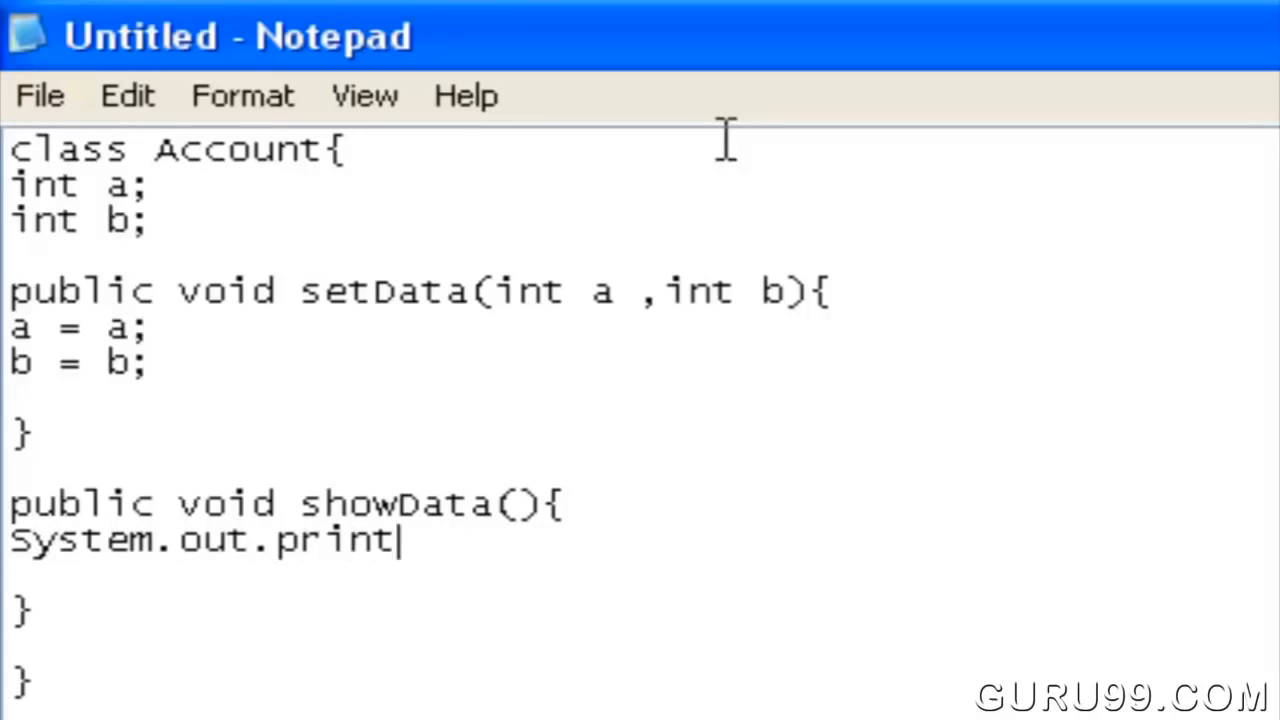 Untitled - Notepad
File Edit Format View Help
class Account{
int a;
int b;
public void setData(int a ,int b){
a = a;
b = b;
}
public void showData(){
System.out.print
}
}
GURU99.COM